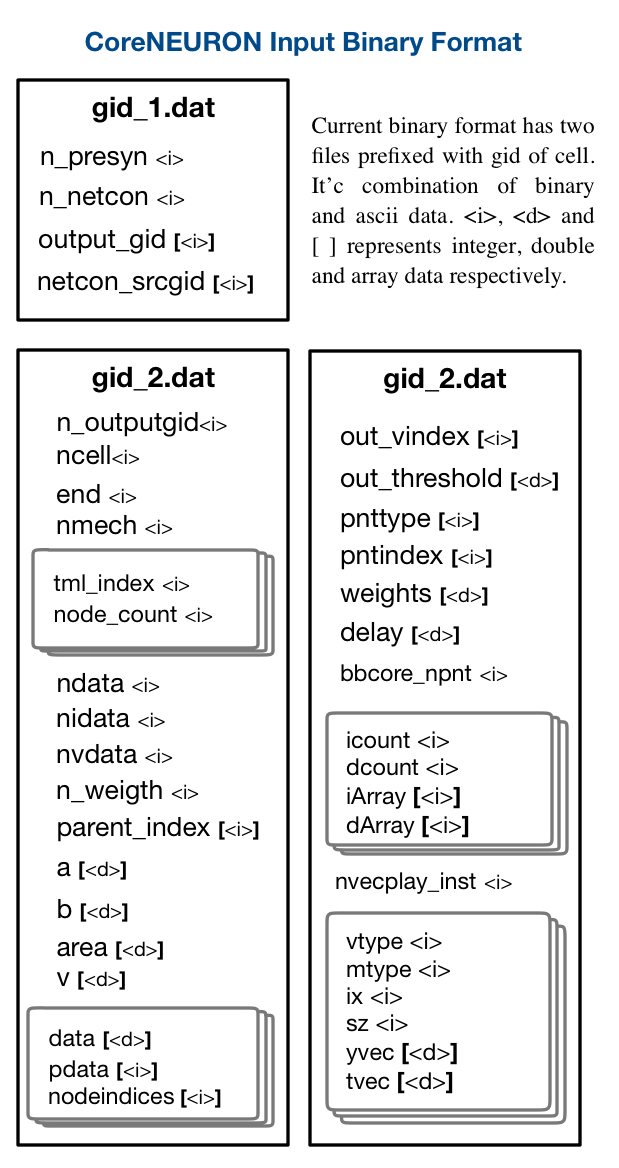 CoreNEURON Input Binary Format
gid_1.dat
n_presyn <i>
n_netcon <i>
output_gid [<i>]
netcon_srcgid [<i>]
Current binary format has two
files prefixed with gid of cell.
It'c combination of binary
and ascii data. <i>, <d> and
[ ] represents integer, double
and array data respectively.
gid_2.dat
n_outputgid<i>
ncell<i>
end <i>
nmech <i>
tml_index <i>
node_count <i>
ndata <i>
nidata <i>
nvdata <i>
n_weigth <i>
parent_index [<i>]
a [<d>]
b [<d>]
area [<d>]
v [<d>]
data [<d>]
pdata [<i>]
nodeindices [<i>]
gid_2.dat
out_vindex [<i>]
out_threshold [<d>]
pnttype [<i>]
pntindex [<i>]
weights [<d>]
delay [<d>]
bbcore_npnt <i>
icount <i>
dcount <i>
iArray [<i>]
dArray [<i>]
nvecplay_inst <i>
vtype <i>
mtype <i>
ix <i>
sz <i>
yvec [<d>]
tvec [<d>]